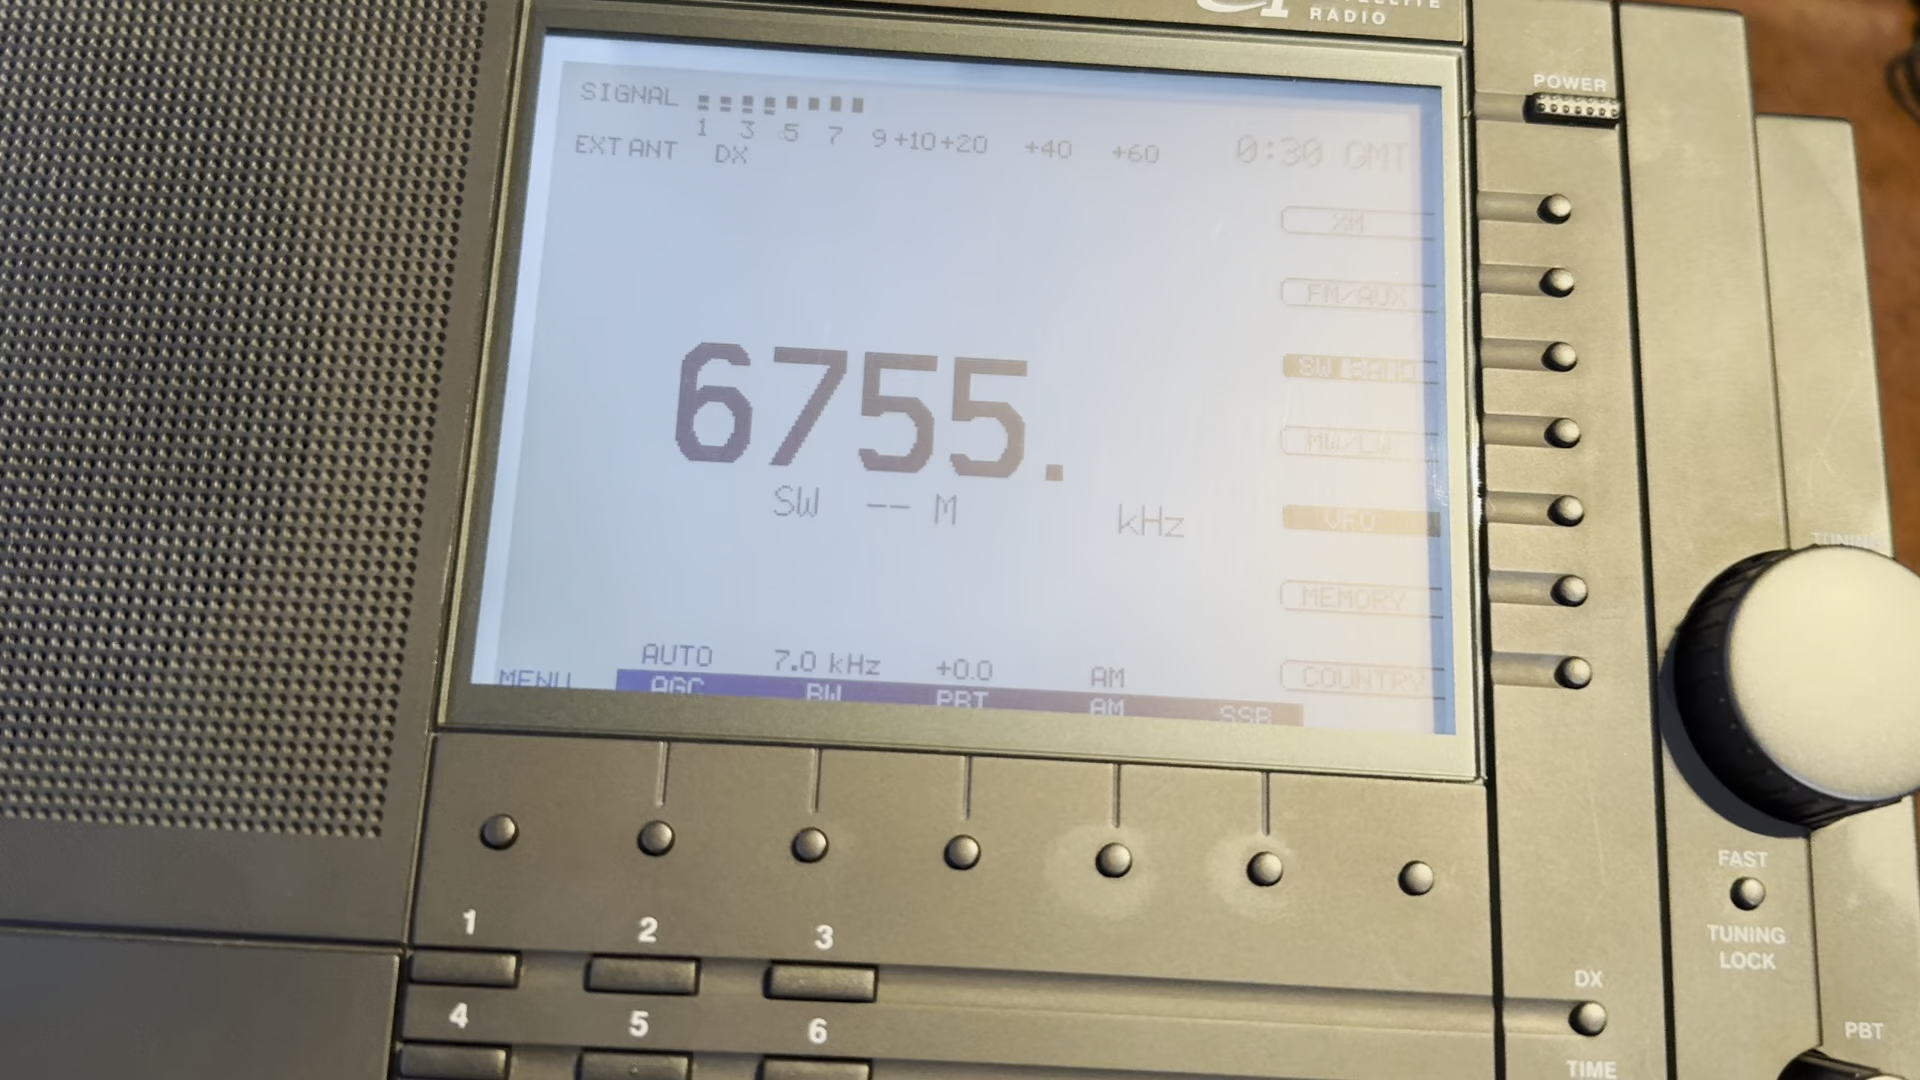 RADIO
POWER
SIGNAL
1 3 5 7 9 +10 +20 +40 +60
EXT ANT DX
0:30 GMT
XM
FM/AUX
SW BAND
MW/LW
VFO
MEMORY
COUNTRY
6755.
SW -- M
kHz
AUTO 7.0 kHz +0.0 AM
MENU AGC BW PBT AM SSB
TUNING
FAST
TUNING
LOCK
1 2 3
DX
4 5 6
PBT
TIME